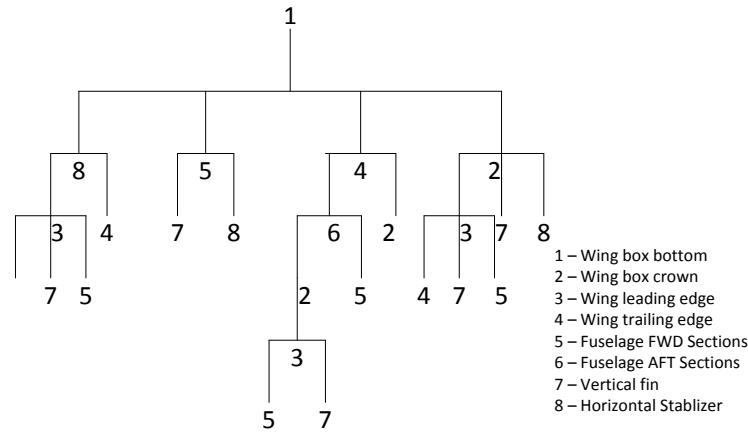 1
8 5 4 2
3 4 7 8 6 2 3 7 8
7 5 2 5 4 7 5
3
5 7
1 – Wing box bottom
2 – Wing box crown
3 – Wing leading edge
4 – Wing trailing edge
5 – Fuselage FWD Sections
6 – Fuselage AFT Sections
7 – Vertical fin
8 – Horizontal Stablizer